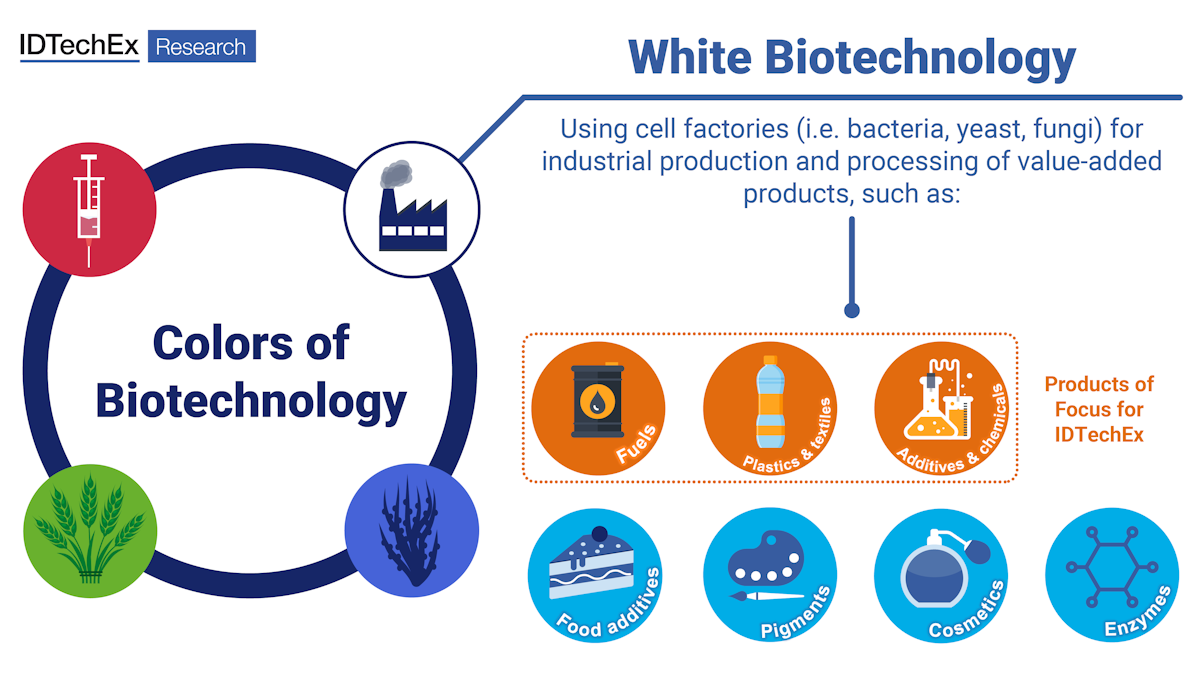 IDTechEx Research
White Biotechnology
Using cell factories (i.e. bacteria, yeast, fungi) for
industrial production and processing of value-added
products, such as:
Colors of
Biotechnology
Fuels
Plastics & textiles
Additives & chemicals
Products of
Focus for
IDTechEx
Food additives
Pigments
Cosmetics
Enzymes